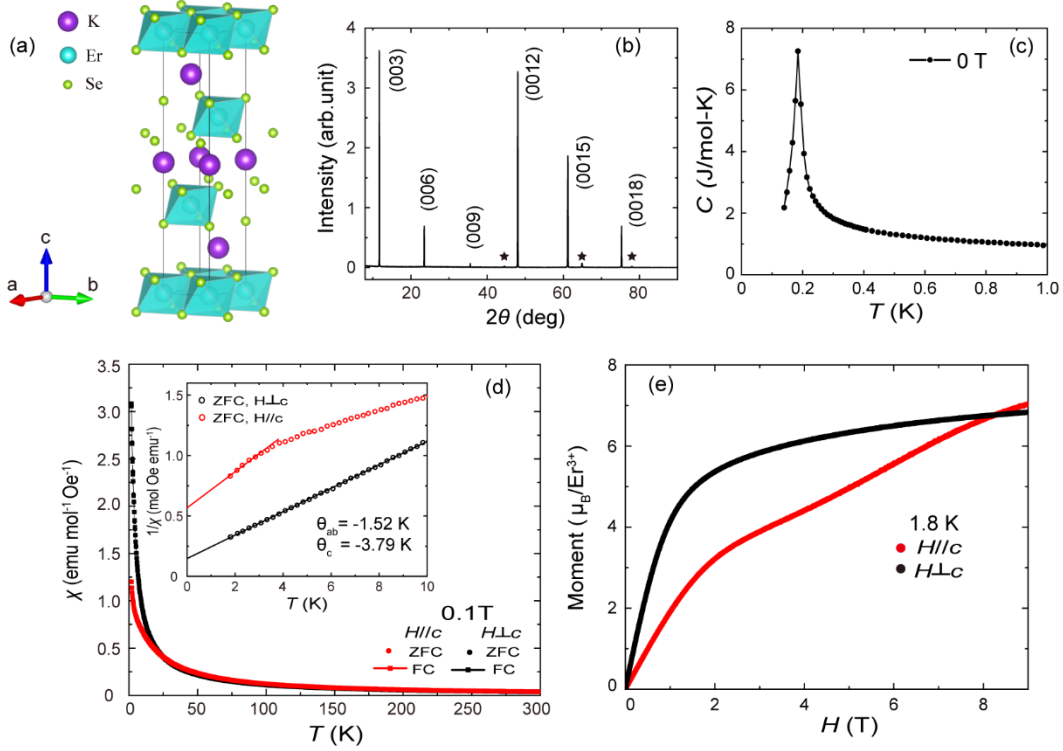 (a)
K
Er
Se
c
a
b
(b)
Intensity (arb.unit)
4
3
2
1
0
(003)
(006)
(009)
(0012)
(0015)
(0018)
★ ★ ★
20 40 60 80
2θ (deg)
(c)
0 T
C (J/mol-K)
8
6
4
2
0
0.0 0.2 0.4 0.6 0.8 1.0
T (K)
(d)
χ (emu mol⁻¹ Oe⁻¹)
3.5
3.0
2.5
2.0
1.5
1.0
0.5
0.0
0 50 100 150 200 250 300
T (K)
1/χ (mol Oe emu⁻¹)
1.5
1.0
0.5
0
0 2 4 6 8 10
T (K)
ZFC, H⊥c
ZFC, H//c
θab= -1.52 K
θc = -3.79 K
0.1T
H//c H⊥c
ZFC ZFC
FC FC
(e)
Moment ( μB/Er³⁺)
8
6
4
2
0
0 2 4 6 8
H (T)
1.8 K
H//c
H⊥c